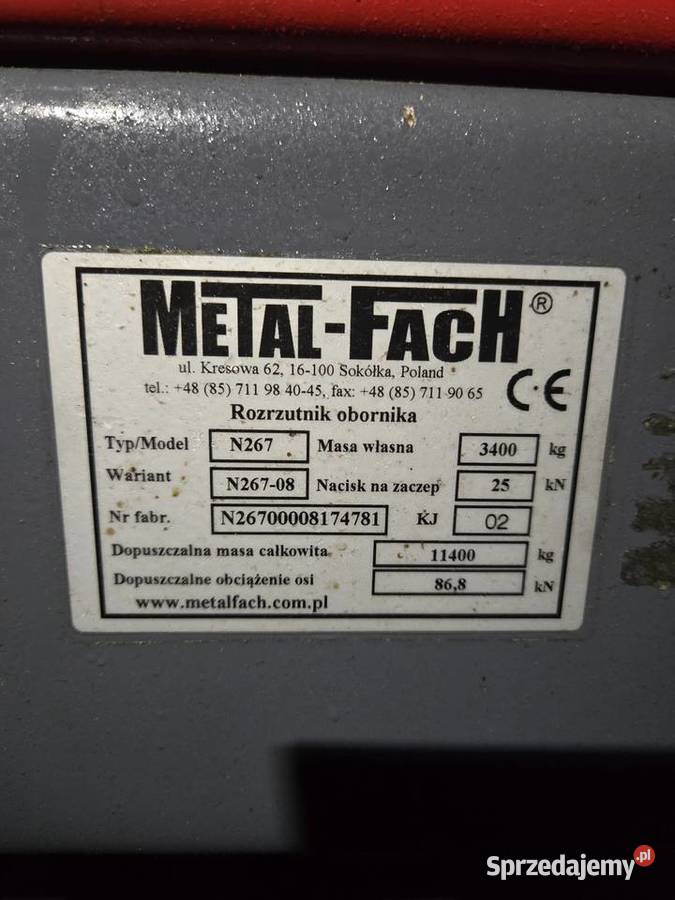 METAL-FACH®
ul. Kresowa 62, 16-100 Sokółka, Poland
tel.: +48 (85) 711 98 40-45, fax: +48 (85) 711 90 65
CE
Rozrzutnik obornika
Typ/Model N267 Masa własna 3400 kg
Wariant N267-08 Nacisk na zaczep 25 kN
Nr fabr. N26700008174781 KJ 02
Dopuszczalna masa całkowita 11400 kg
Dopuszczalne obciążenie osi 86,8 kN
www.metalfach.com.pl
Sprzedajemy.pl